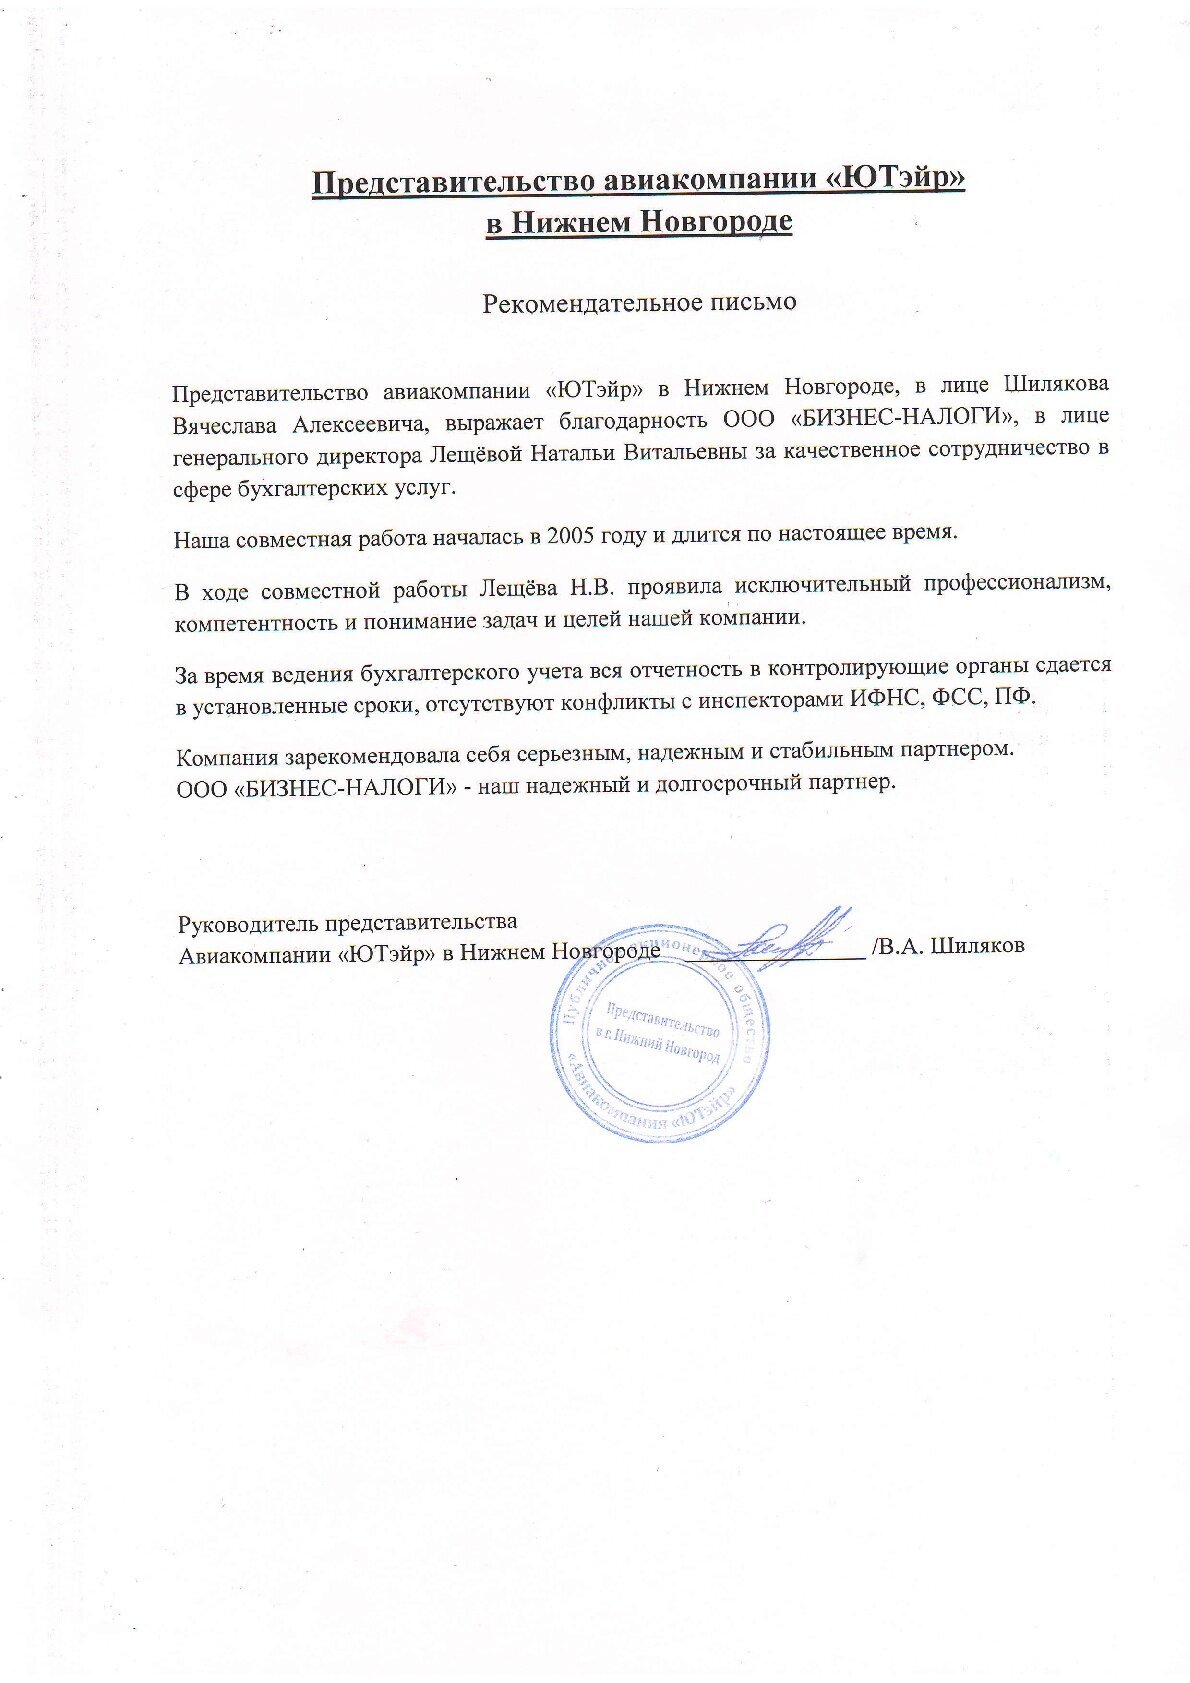 Представительство авиакомпании «ЮТэйр»
в Нижнем Новгороде
Рекомендательное письмо
Представительство авиакомпании «ЮТэйр» в Нижнем Новгороде, в лице Шилякова
Вячеслава Алексеевича, выражает благодарность ООО «БИЗНЕС-НАЛОГИ», в лице
генерального директора Лещёвой Натальи Витальевны за качественное сотрудничество в
сфере бухгалтерских услуг.
Наша совместная работа началась в 2005 году и длится по настоящее время.
В ходе совместной работы Лещёва Н.В. проявила исключительный профессионализм,
компетентность и понимание задач и целей нашей компании.
За время ведения бухгалтерского учета вся отчетность в контролирующие органы сдается
в установленные сроки, отсутствуют конфликты с инспекторами ИФНС, ФСС, ПФ.
Компания зарекомендовала себя серьезным, надежным и стабильным партнером.
ООО «БИЗНЕС-НАЛОГИ» - наш надежный и долгосрочный партнер.
Руководитель представительства
Авиакомпании «ЮТэйр» в Нижнем Новгороде /В.А. Шиляков
Публичное акционерное общество
Представительство
в г. Нижний Новгород
«Авиакомпания «ЮТэйр»